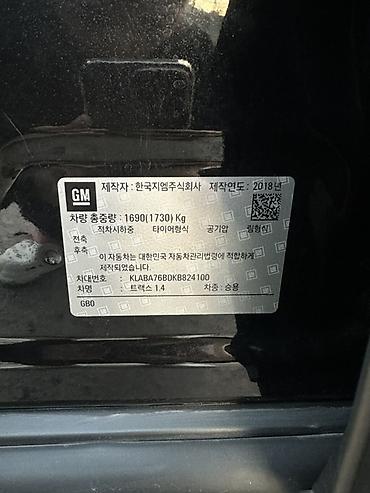 GM 제작자 : 한국지엠주식회사 제작연도 : 2018년
차량 총중량 : 1690(1730) Kg
적차시하중 타이어형식 공기압 림형식
전축
후축
이 자동차는 대한민국 자동차관리법령에 적합하게
제작되었습니다.
차대번호 : KLABA76BDKB824100
차명 : 트랙스 1.4 차종 : 승용
GB0